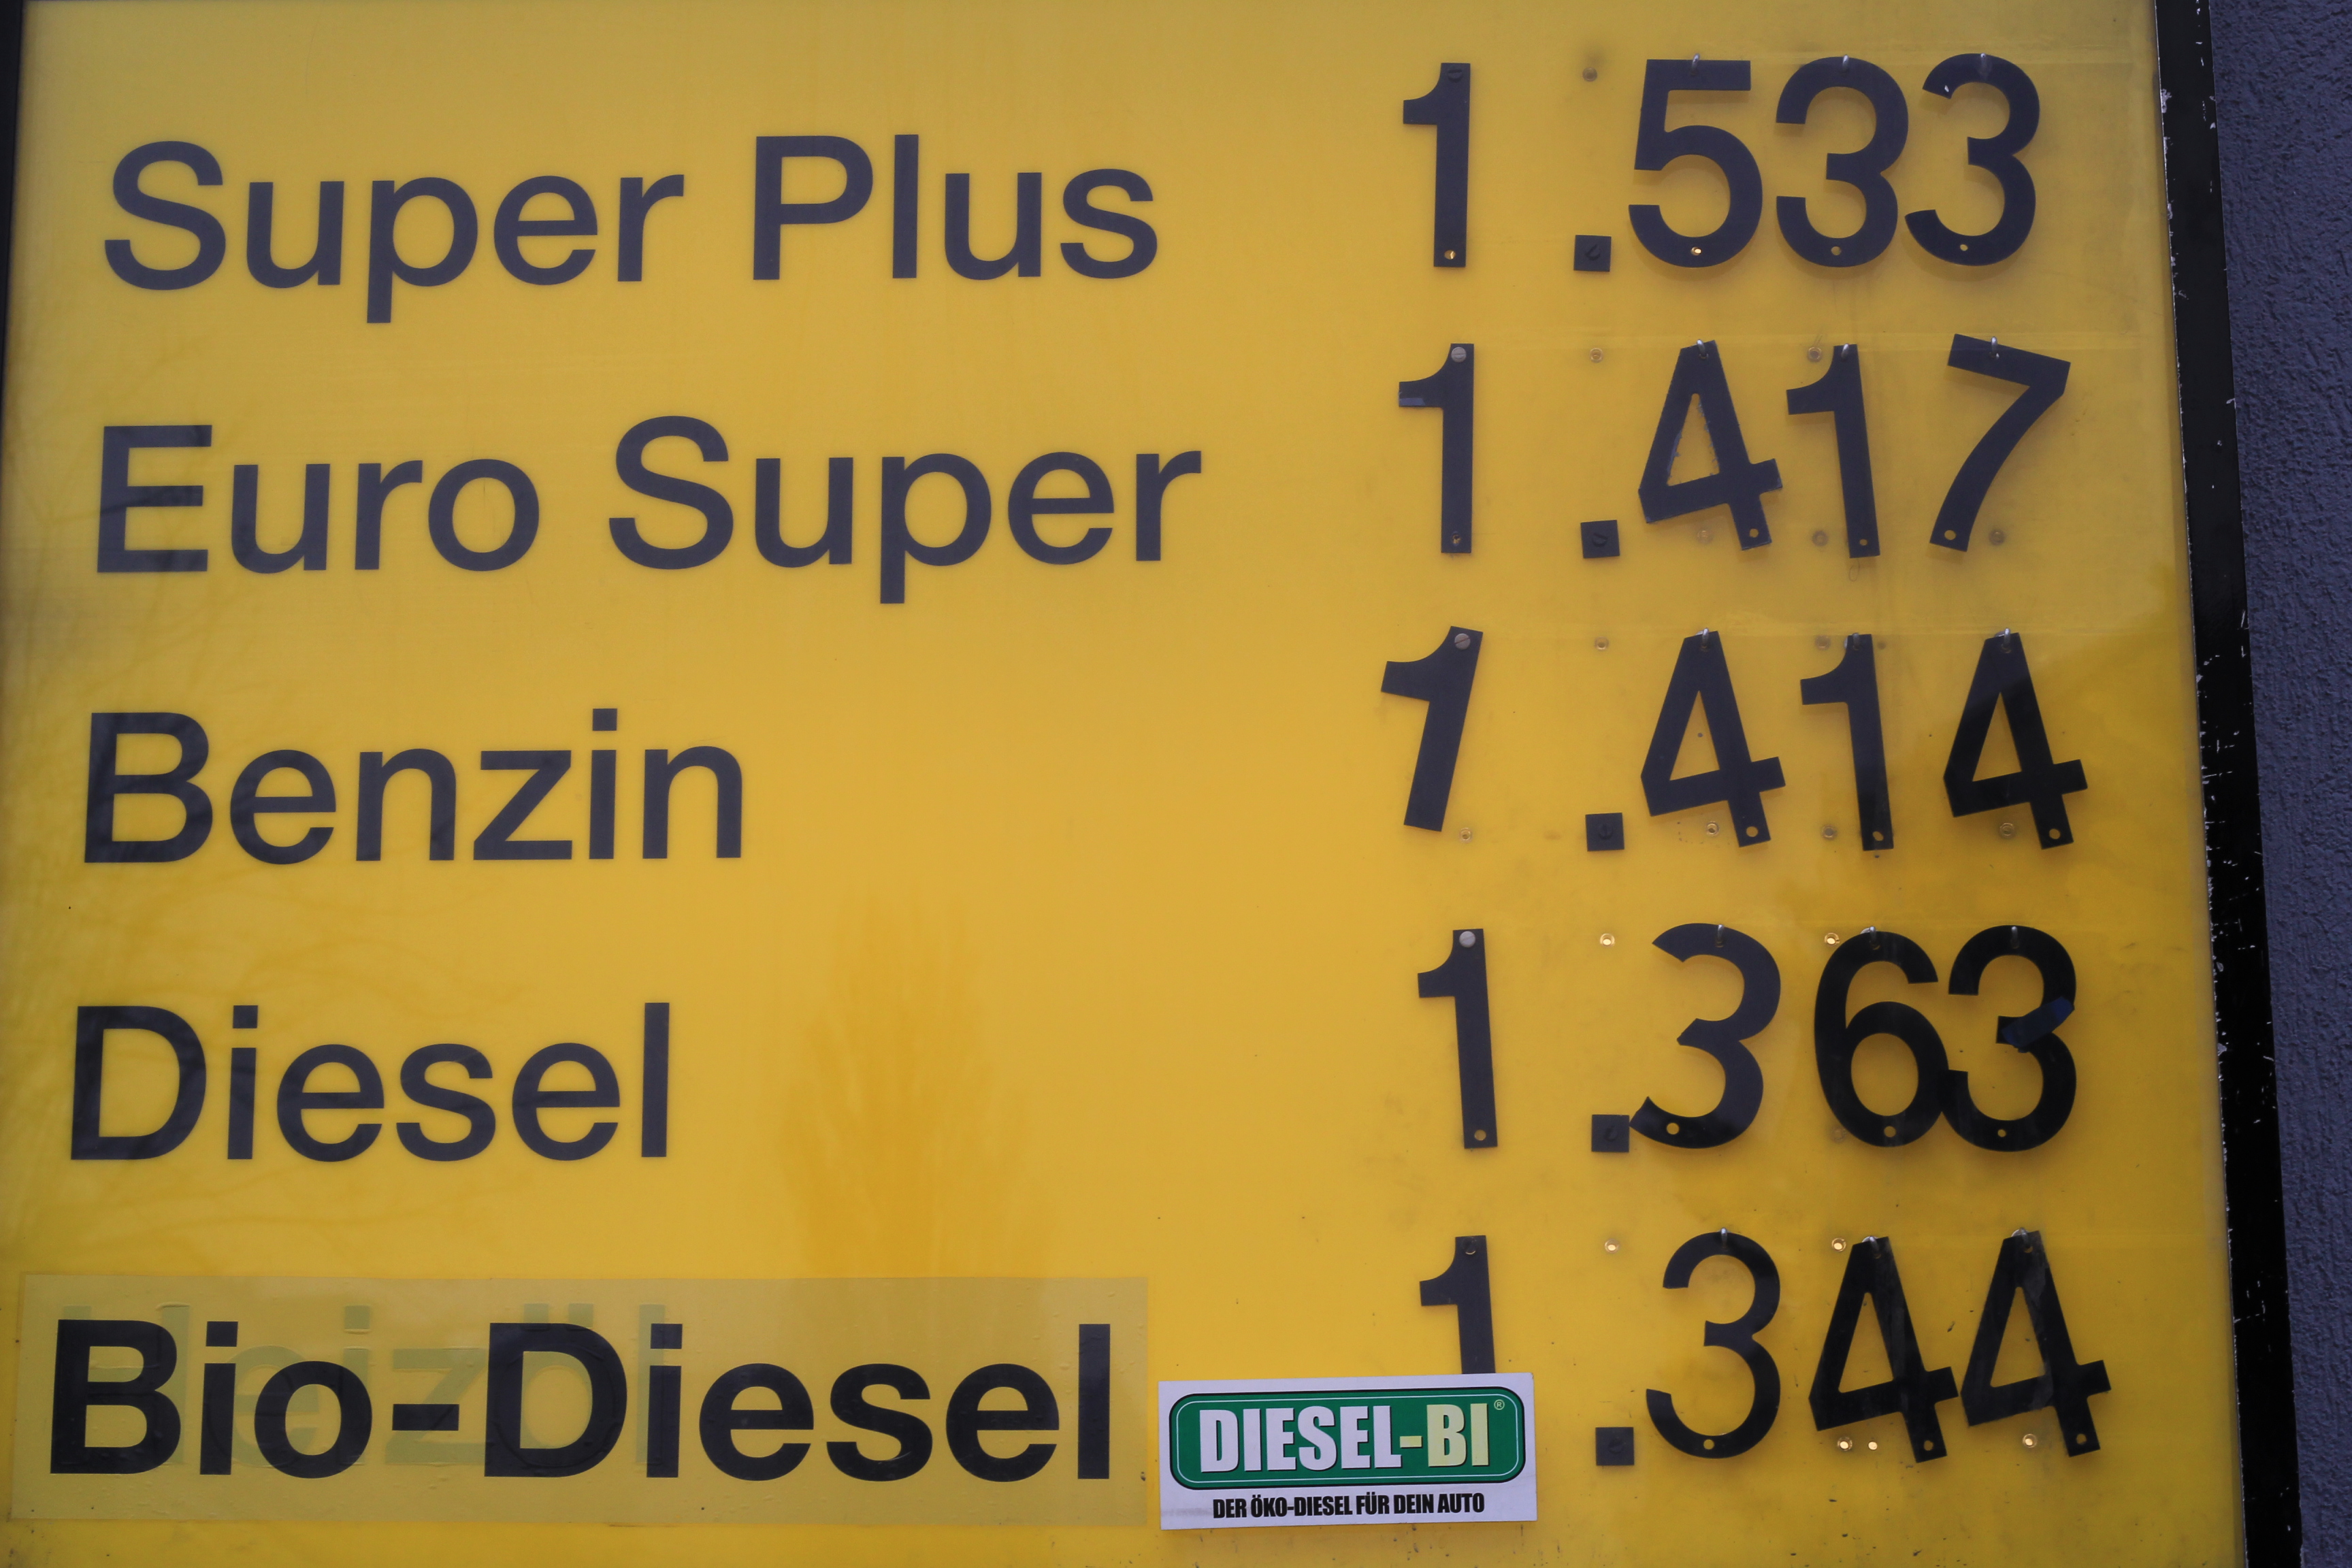 Super Plus 1.533
Euro Super 1.417
Benzin 1.414
Diesel 1.363
Bio-Diesel 1.344
Heizöl
DIESEL-BI®
DER ÖKO-DIESEL FÜR DEIN AUTO